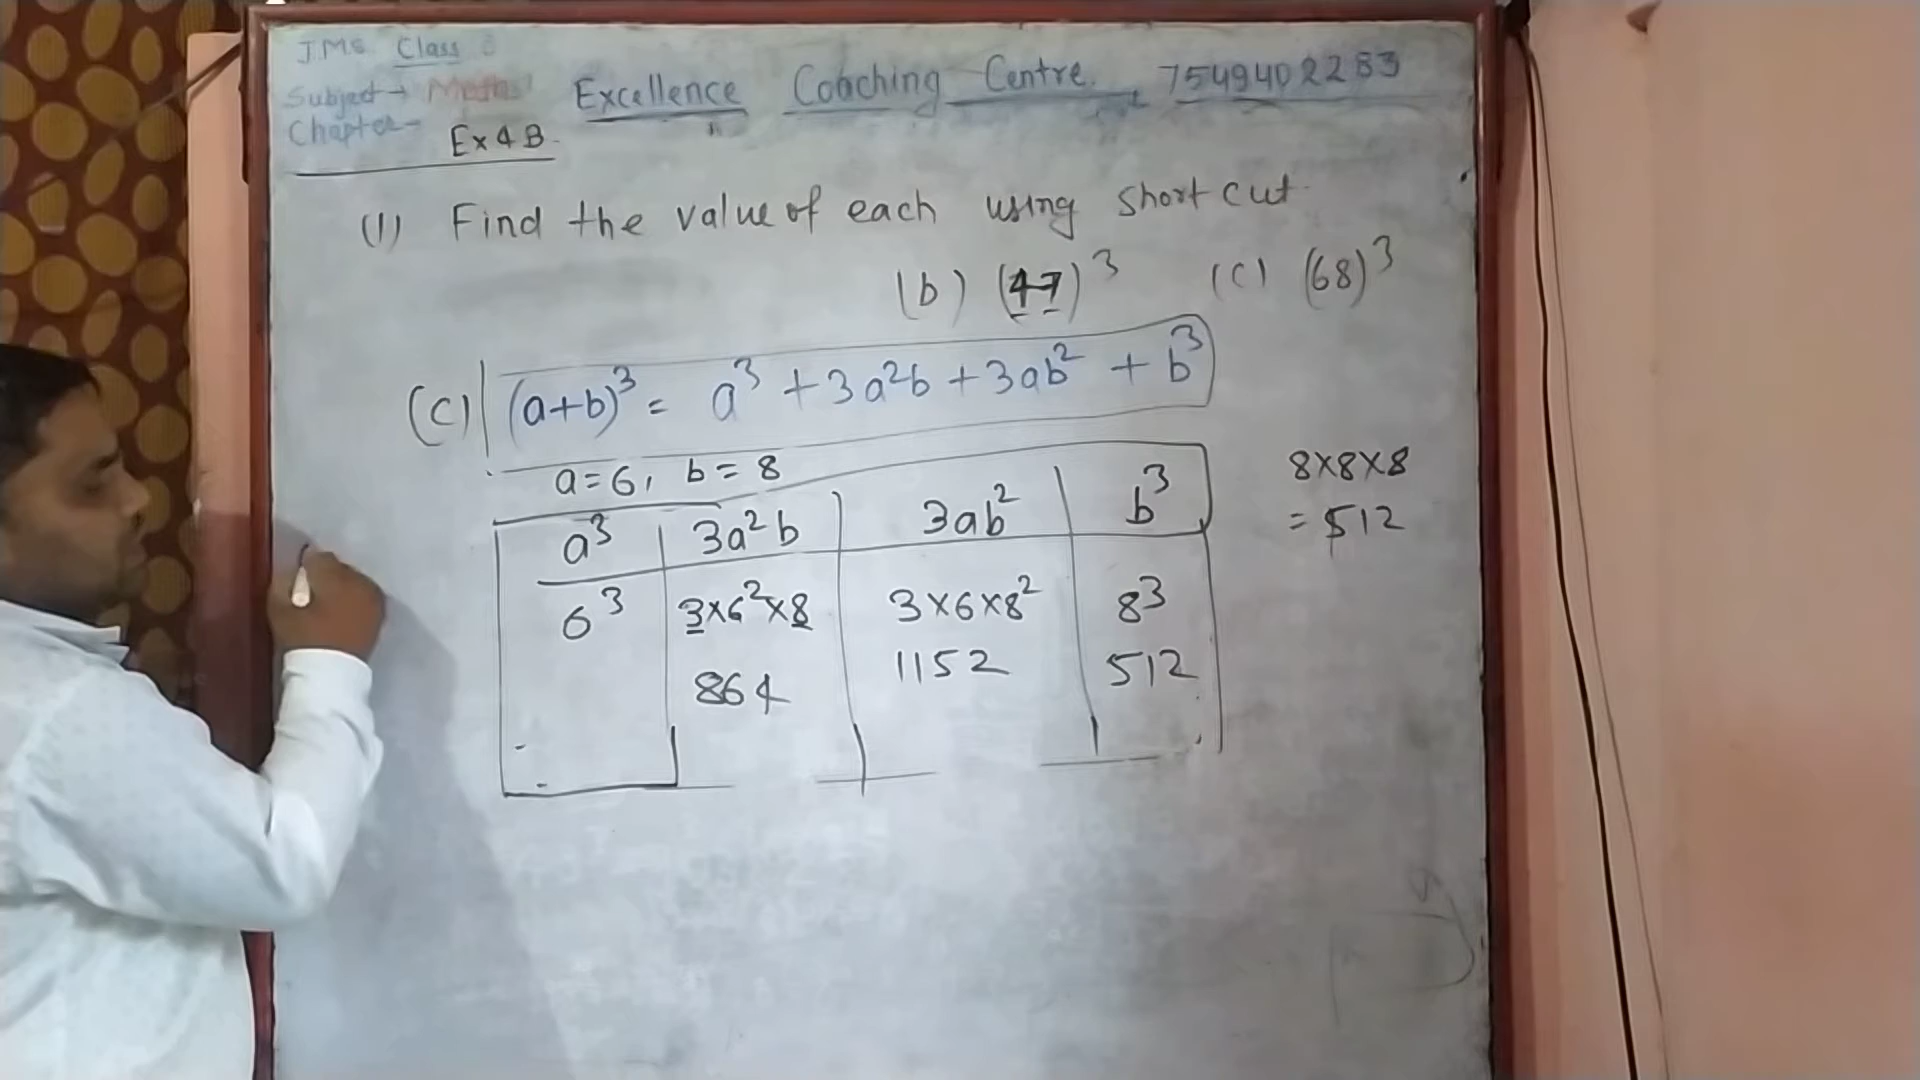 J.M.S. Class 8
Subject → Maths
Excellence Coaching Centre. 7549402283
Chapter -
Ex 4 B.
(1) Find the value of each using short cut.
(b) (47)³ (C) (68)³
(C) (a+b)³ = a³ + 3a²b + 3ab² + b³
a=6, b=8
8×8×8
= 512
a³ 3a²b 3ab² b³
6³ 3×6²×8 3×6×8² 8³
864 1152 512